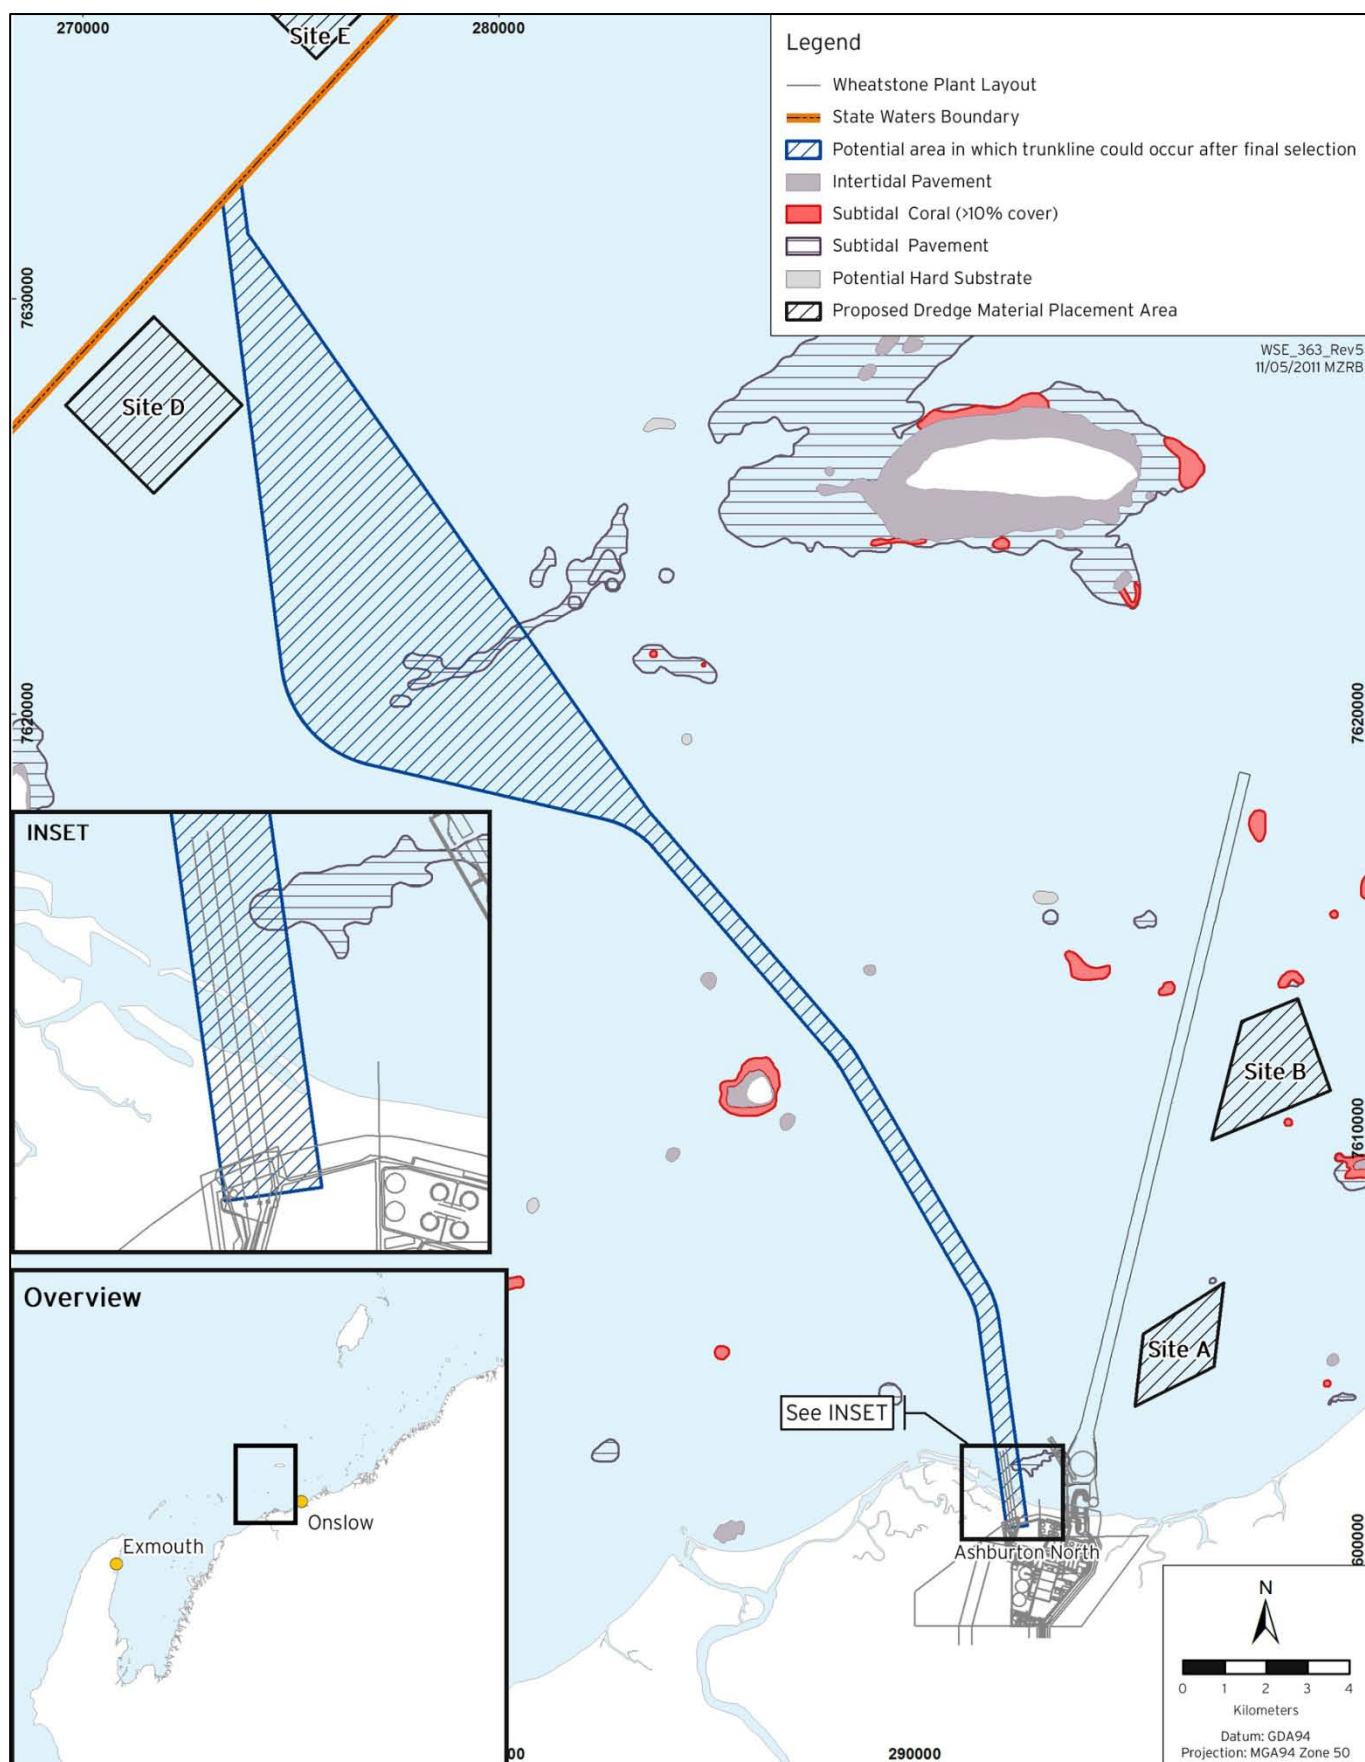 270000
280000
Site E
Legend
Wheatstone Plant Layout
State Waters Boundary
Potential area in which trunkline could occur after final selection
Intertidal Pavement
Subtidal Coral (>10% cover)
Subtidal Pavement
Potential Hard Substrate
Proposed Dredge Material Placement Area
WSE_363_Rev5
11/05/2011 MZRB
7630000
Site D
7620000
7620000
INSET
Site B
7610000
Overview
Site A
See INSET
Onslow
Exmouth
Ashburton North
600000
N
0 1 2 3 4
Kilometers
Datum: GDA94
Projection: MGA94 Zone 50
00
290000